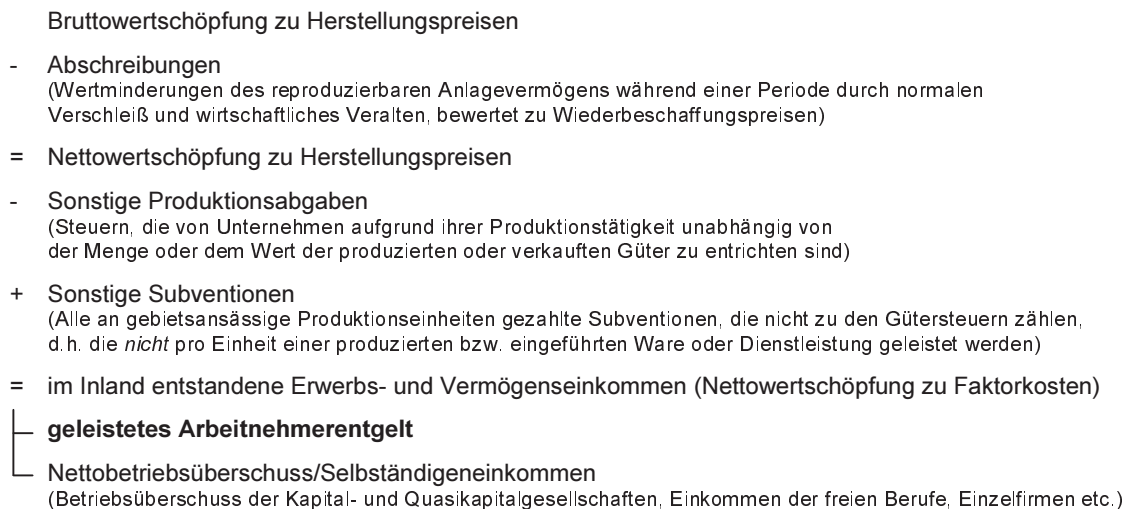 Bruttowertschöpfung zu Herstellungspreisen
- Abschreibungen
(Wertminderungen des reproduzierbaren Anlagevermögens während einer Periode durch normalen
Verschleiß und wirtschaftliches Veralten, bewertet zu Wiederbeschaffungspreisen)
= Nettowertschöpfung zu Herstellungspreisen
- Sonstige Produktionsabgaben
(Steuern, die von Unternehmen aufgrund ihrer Produktionstätigkeit unabhängig von
der Menge oder dem Wert der produzierten oder verkauften Güter zu entrichten sind)
+ Sonstige Subventionen
(Alle an gebietsansässige Produktionseinheiten gezahlte Subventionen, die nicht zu den Gütersteuern zählen,
d.h. die nicht pro Einheit einer produzierten bzw. eingeführten Ware oder Dienstleistung geleistet werden)
= im Inland entstandene Erwerbs- und Vermögenseinkommen (Nettowertschöpfung zu Faktorkosten)
geleistetes Arbeitnehmerentgelt
Nettobetriebsüberschuss/Selbständigeneinkommen
(Betriebsüberschuss der Kapital- und Quasikapitalgesellschaften, Einkommen der freien Berufe, Einzelfirmen etc.)